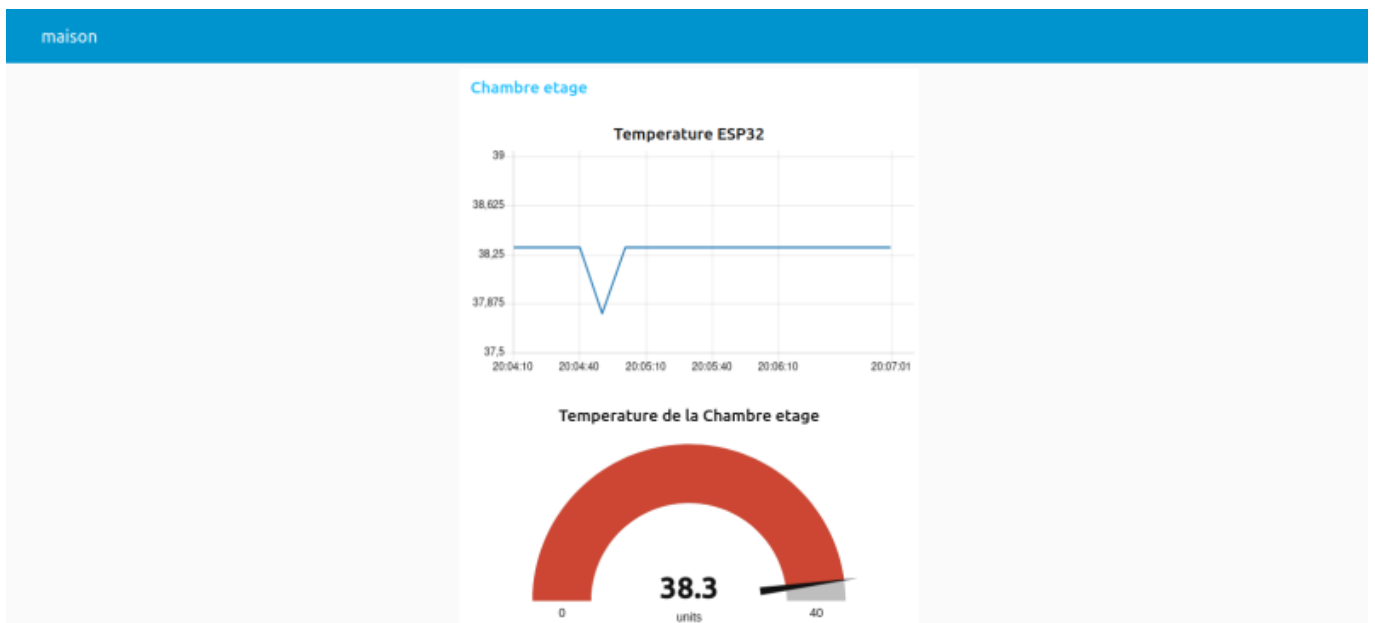 maison
Chambre etage
Temperature ESP32
39
38,625
38,25
37,875
37,5
20:04:10 20:04:40 20:05:10 20:05:40 20:06:10 20:07:01
Temperature de la Chambre etage
38.3
0 units 40